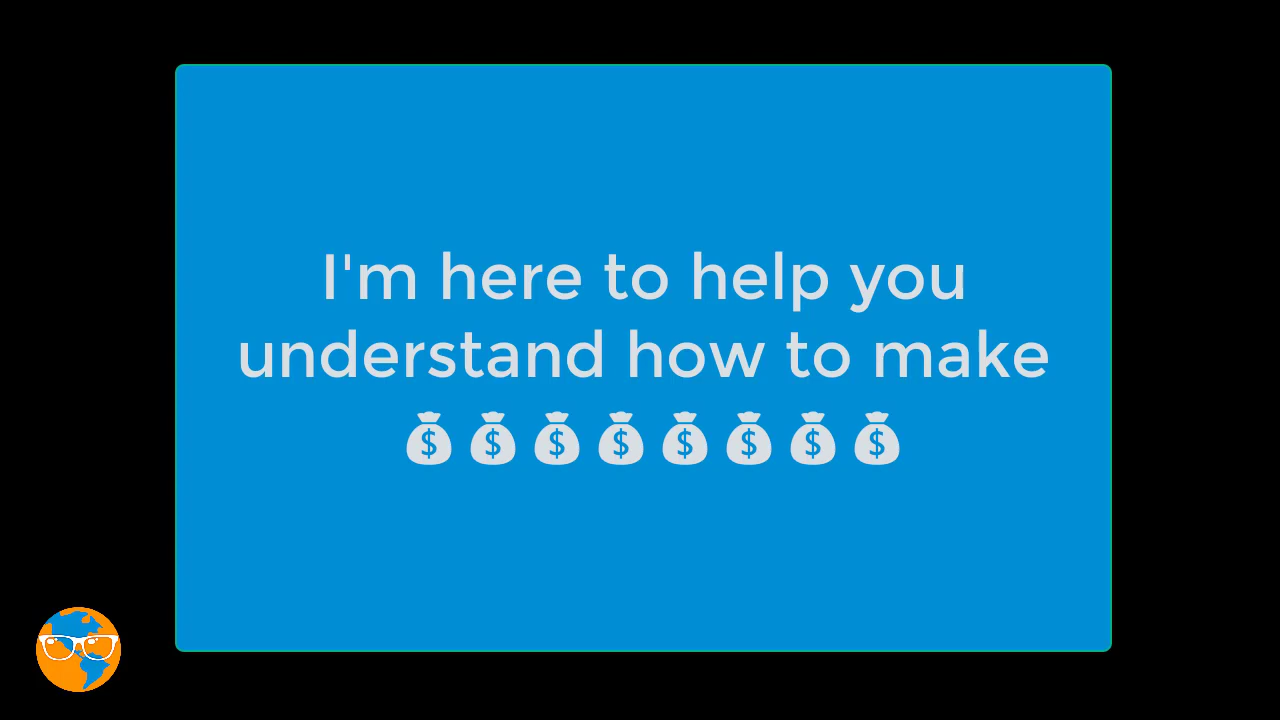 I'm here to help you
understand how to make
💰💰💰💰💰💰💰💰